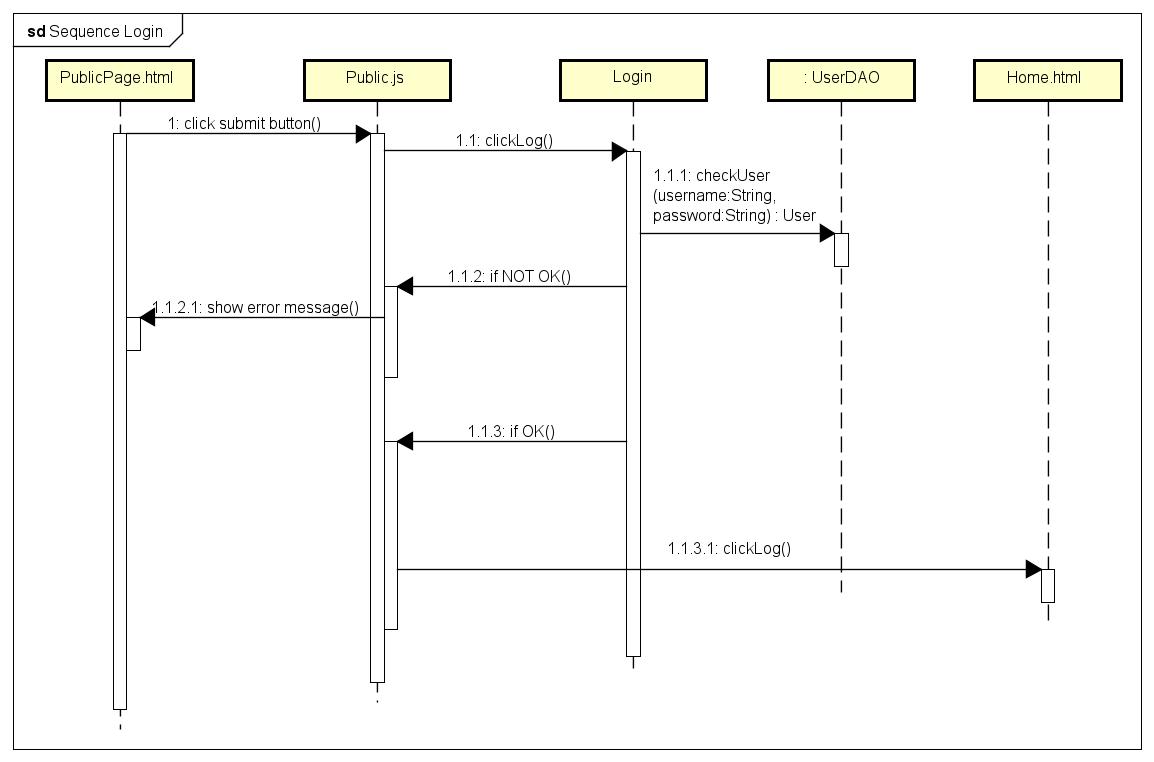 sd Sequence Login
PublicPage.html
Public.js
Login
: UserDAO
Home.html
1: click submit button()
1.1: clickLog()
1.1.1: checkUser
(username:String,
password:String) : User
1.1.2: if NOT OK()
1.1.2.1: show error message()
1.1.3: if OK()
1.1.3.1: clickLog()